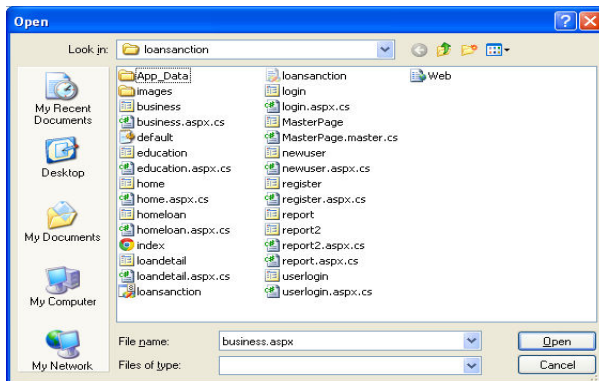 Open
Look in:
loansanction
My Recent
Documents
Desktop
My Documents
My Computer
My Network
App_Data
images
business
business.aspx.cs
default
education
education.aspx.cs
home
home.aspx.cs
homeloan
homeloan.aspx.cs
index
loandetail
loandetail.aspx.cs
loansanction
loansanction
login
login.aspx.cs
MasterPage
MasterPage.master.cs
newuser
newuser.aspx.cs
register
register.aspx.cs
report
report2
report2.aspx.cs
report.aspx.cs
userlogin
userlogin.aspx.cs
Web
File name:
business.aspx
Open
Files of type:
Cancel